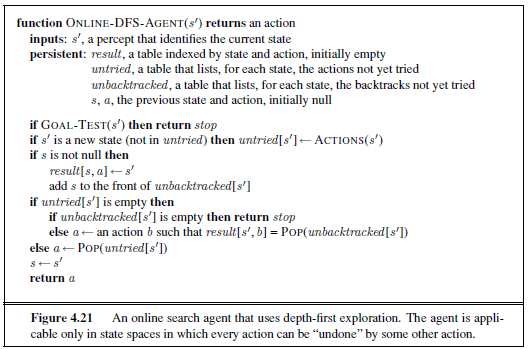 function ONLINE-DFS-AGENT(s′) returns an action
inputs: s′, a percept that identifies the current state
persistent: result, a table indexed by state and action, initially empty
untried, a table that lists, for each state, the actions not yet tried
unbacktracked, a table that lists, for each state, the backtracks not yet tried
s, a, the previous state and action, initially null
if GOAL-TEST(s′) then return stop
if s′ is a new state (not in untried) then untried[s′] ← ACTIONS(s′)
if s is not null then
result[s, a] ← s′
add s to the front of unbacktracked[s′]
if untried[s′] is empty then
if unbacktracked[s′] is empty then return stop
else a ← an action b such that result[s′, b] = POP(unbacktracked[s′])
else a ← POP(untried[s′])
s ← s′
return a
Figure 4.21 An online search agent that uses depth-first exploration. The agent is appli-
cable only in state spaces in which every action can be “undone” by some other action.